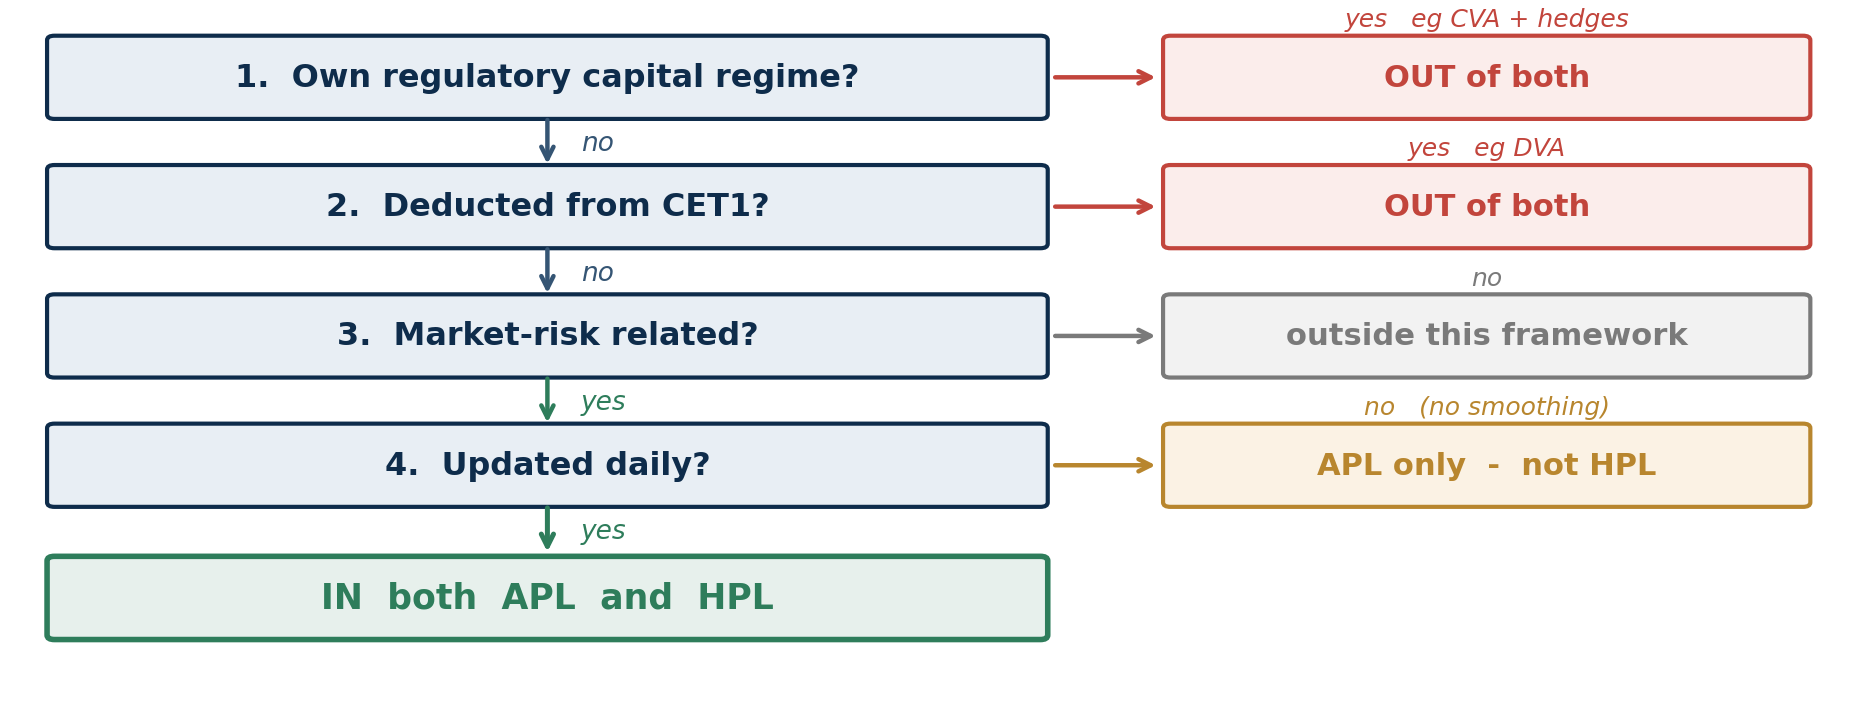 yes   eg CVA + hedges
1.  Own regulatory capital regime?
OUT of both
no
yes   eg DVA
2.  Deducted from CET1?
OUT of both
no
no
3.  Market-risk related?
outside this framework
yes
no   (no smoothing)
4.  Updated daily?
APL only  -  not HPL
yes
IN  both  APL  and  HPL